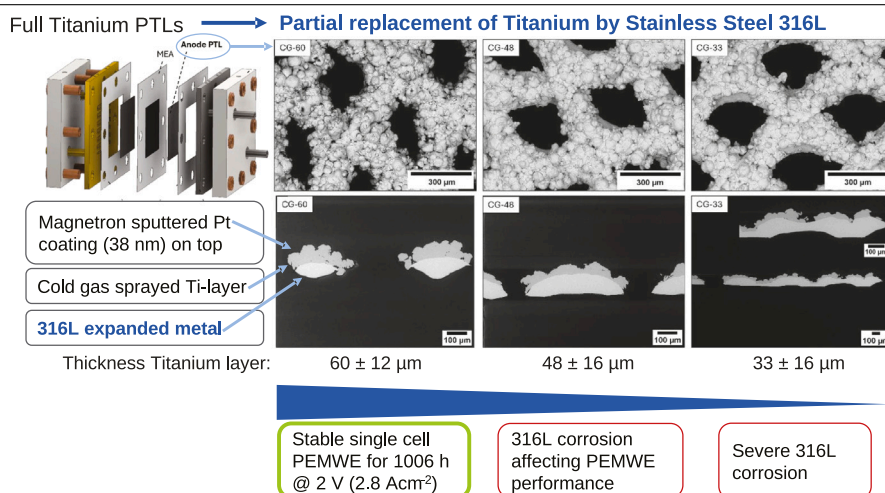 Full Titanium PTLs
Partial replacement of Titanium by Stainless Steel 316L
MEA
Anode PTL
CG-60
CG-48
CG-33
300 µm
300 µm
300 µm
Magnetron sputtered Pt
coating (38 nm) on top
Cold gas sprayed Ti-layer
316L expanded metal
CG-60
CG-48
CG-33
100 µm
100 µm
100 µm
100 µm
Thickness Titanium layer:
60 ± 12 µm
48 ± 16 µm
33 ± 16 µm
Stable single cell
PEMWE for 1006 h
@ 2 V (2.8 Acm⁻²)
316L corrosion
affecting PEMWE
performance
Severe 316L
corrosion